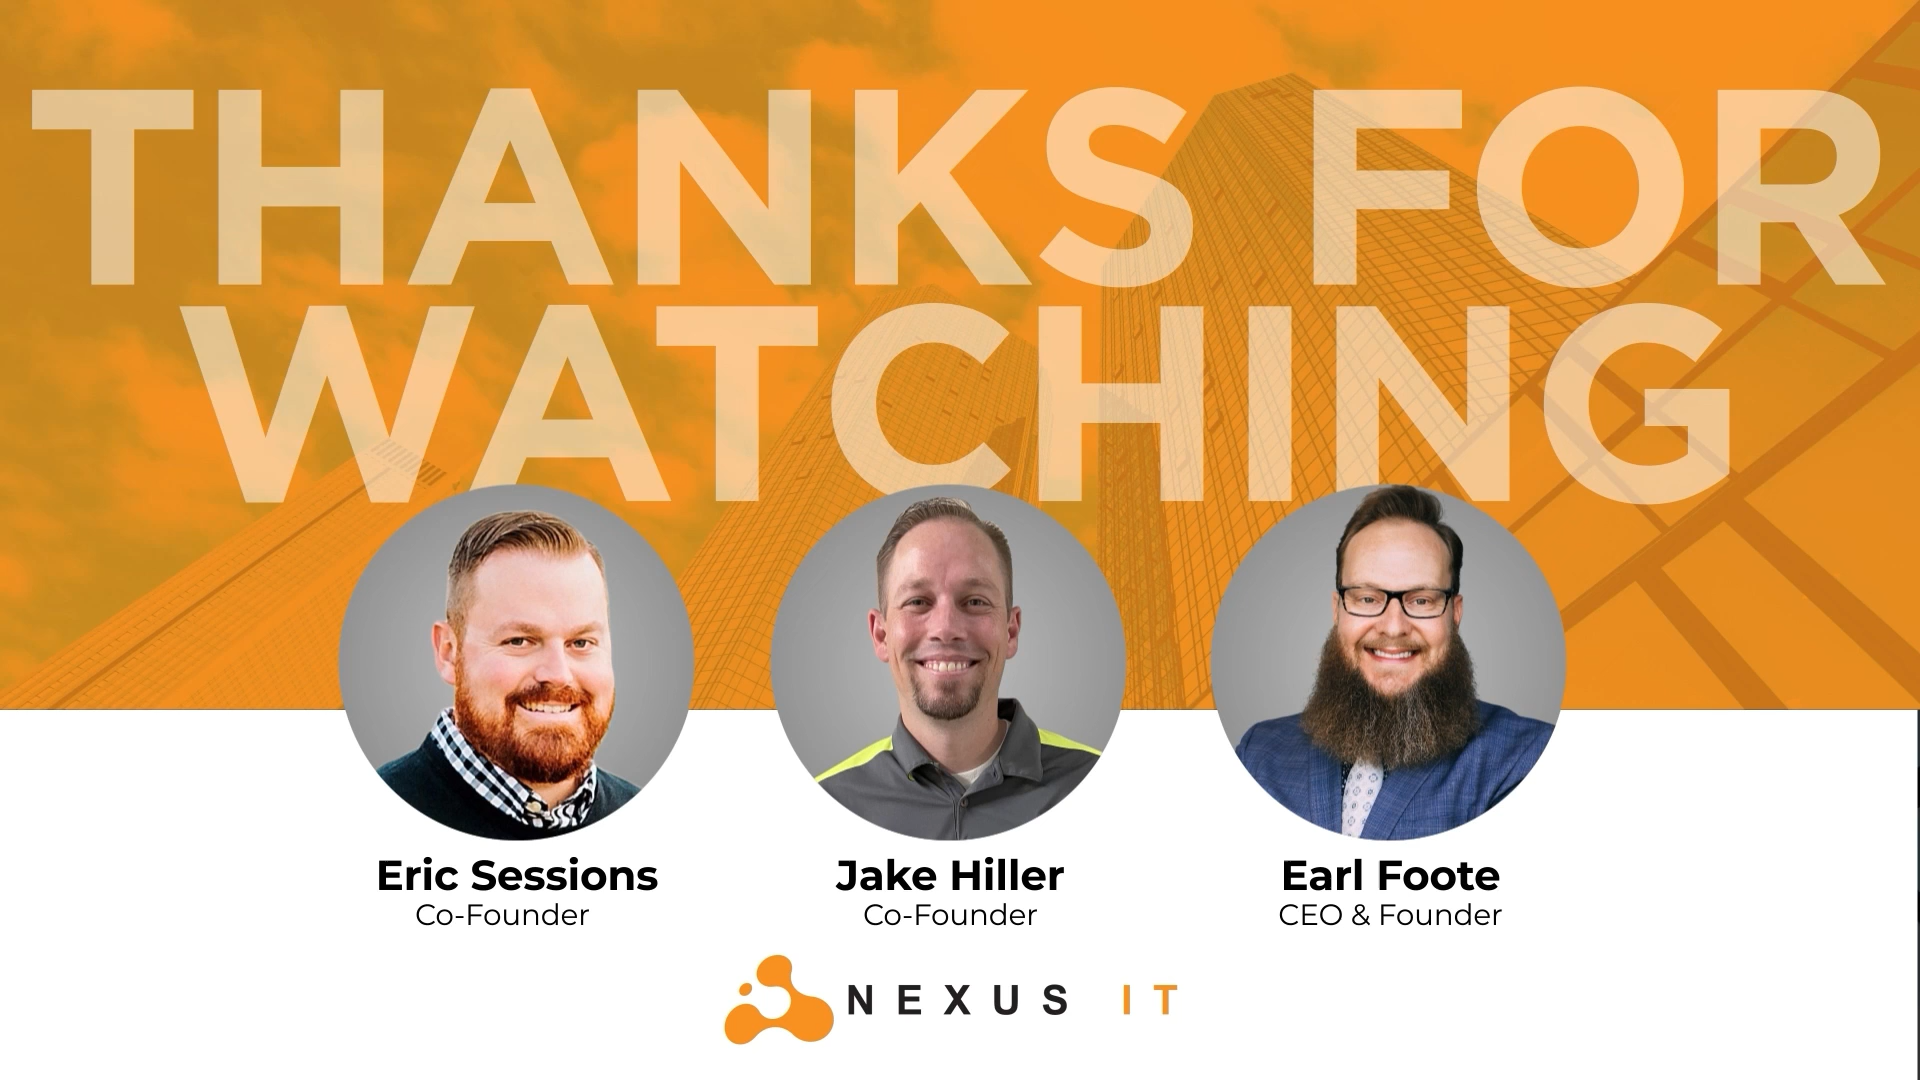 THANKS FOR
WATCHING
Eric Sessions
Co-Founder
Jake Hiller
Co-Founder
Earl Foote
CEO & Founder
NEXUS IT